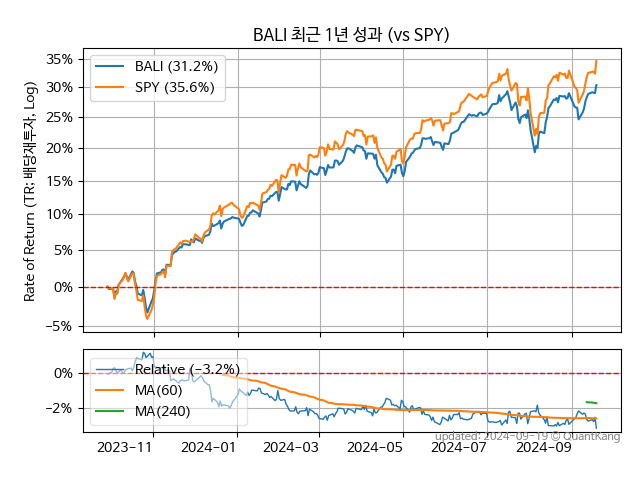 BALI 최근 1년 성과 (vs SPY)
BALI (31.2%)
SPY (35.6%)
Rate of Return (TR: 배당재투자, Log)
35%
30%
25%
20%
15%
10%
5%
0%
−5%
Relative (−3.2%)
MA(60)
MA(240)
0%
−2%
2023-11
2024-01
2024-03
2024-05
2024-07
2024-09
updated: 2024-09-19 © QuantKang